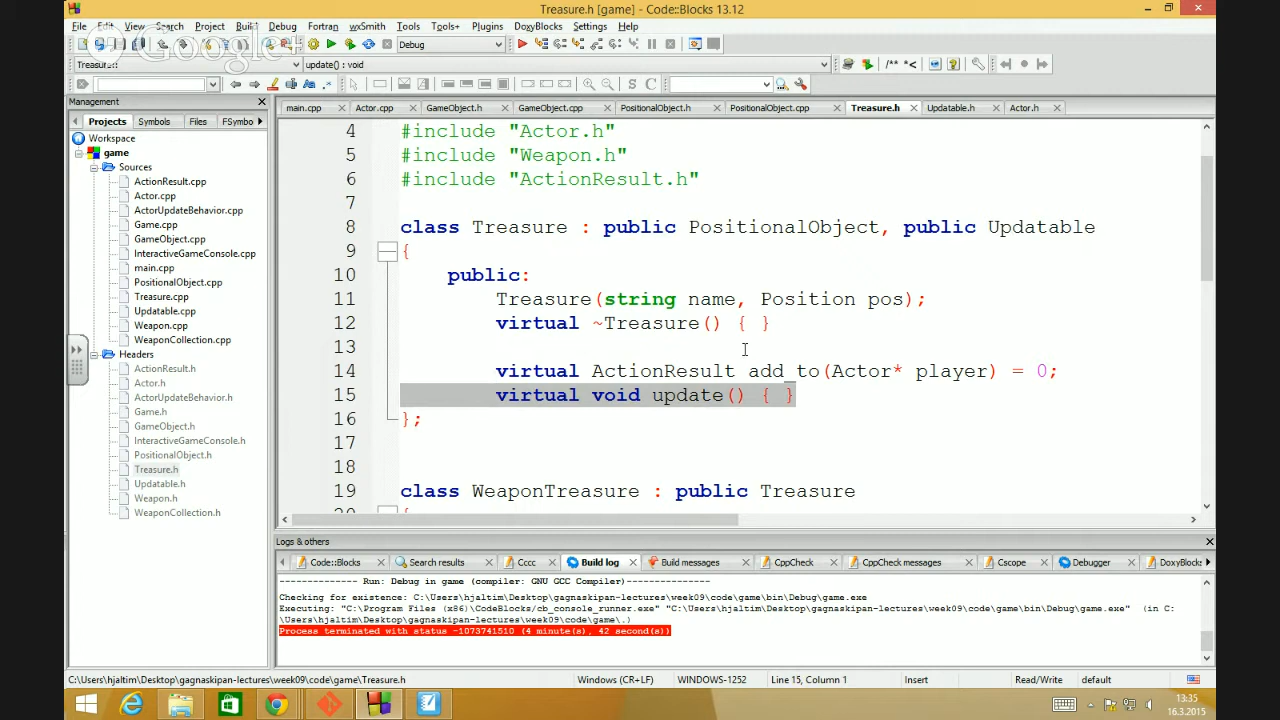 Treasure.h [game] - Code::Blocks 13.12
File Edit View Search Project Build Debug Fortran wxSmith Tools Tools+ Plugins DoxyBlocks Settings Help
Google+
Debug
Treasure:: update() : void
/** *<
S C
Management
Projects Symbols Files FSymbo
main.cpp Actor.cpp GameObject.h GameObject.cpp PositionalObject.h PositionalObject.cpp Treasure.h Updatable.h Actor.h
Workspace
game
Sources
ActionResult.cpp
Actor.cpp
ActorUpdateBehavior.cpp
Game.cpp
GameObject.cpp
InteractiveGameConsole.cpp
main.cpp
PositionalObject.cpp
Treasure.cpp
Updatable.cpp
Weapon.cpp
WeaponCollection.cpp
Headers
ActionResult.h
Actor.h
ActorUpdateBehavior.h
Game.h
GameObject.h
InteractiveGameConsole.h
PositionalObject.h
Treasure.h
Updatable.h
Weapon.h
WeaponCollection.h
4 #include "Actor.h"
5 #include "Weapon.h"
6 #include "ActionResult.h"
7
8 class Treasure : public PositionalObject, public Updatable
9 {
10 public:
11 Treasure(string name, Position pos);
12 virtual ~Treasure() { }
13
14 virtual ActionResult add_to(Actor* player) = 0;
15 virtual void update() { }
16 };
17
18
19 class WeaponTreasure : public Treasure
20 {
Logs & others
Code::Blocks Search results Cccc Build log Build messages CppCheck CppCheck messages Cscope Debugger DoxyBlocks
-------------- Run: Debug in game (compiler: GNU GCC Compiler)---------------
Checking for existence: C:\Users\hjaltim\Desktop\gagnaskipan-lectures\week09\code\game\bin\Debug\game.exe
Executing: "C:\Program Files (x86)\CodeBlocks/cb_console_runner.exe" "C:\Users\hjaltim\Desktop\gagnaskipan-lectures\week09\code\game\bin\Debug\game.exe" (in C:
\Users\hjaltim\Desktop\gagnaskipan-lectures\week09\code\game\.)
Process terminated with status -1073741510 (4 minute(s), 42 second(s))
C:\Users\hjaltim\Desktop\gagnaskipan-lectures\week09\code\game\Treasure.h Windows (CR+LF) WINDOWS-1252 Line 15, Column 1 Insert Read/Write default
13:35
16.3.2015